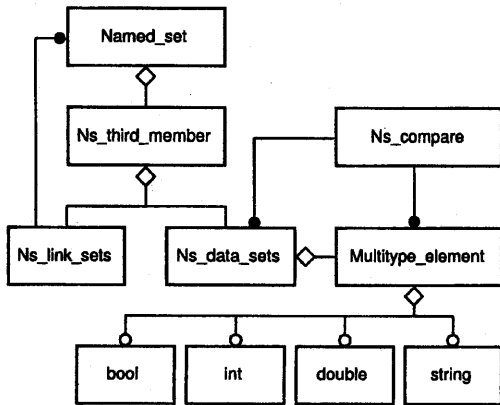 Named_set
Ns_third_member
Ns_compare
Ns_link_sets
Ns_data_sets
Multitype_element
bool
int
double
string